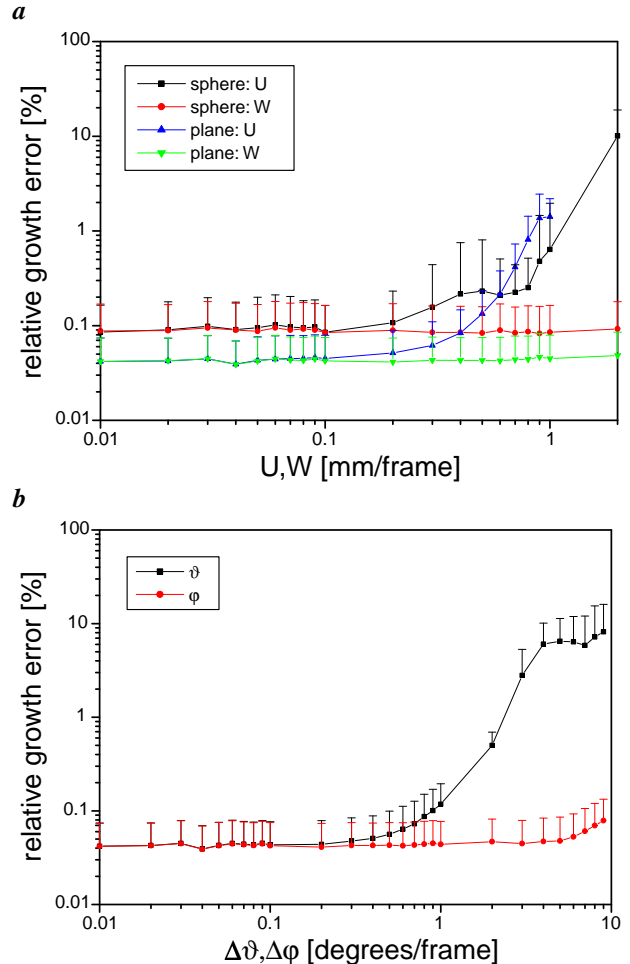 a
100
10
1
0.1
0.01
relative growth error [%]
sphere: U
sphere: W
plane: U
plane: W
0.01 0.1 1
U,W [mm/frame]
b
100
10
1
0.1
0.01
relative growth error [%]
ϑ
φ
0.01 0.1 1 10
Δϑ,Δφ [degrees/frame]